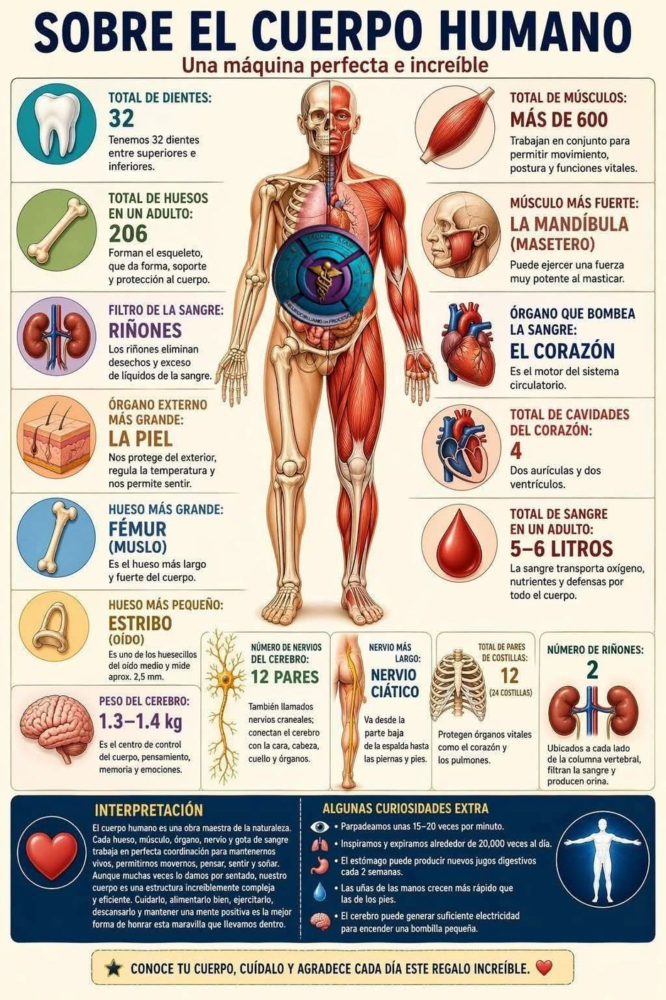 SOBRE EL CUERPO HUMANO
Una máquina perfecta e increíble
TOTAL DE DIENTES:
32
Tenemos 32 dientes
entre superiores e
inferiores.
TOTAL DE HUESOS
EN UN ADULTO:
206
Forman el esqueleto,
que da forma, soporte
y protección al cuerpo.
FILTRO DE LA SANGRE:
RIÑONES
Los riñones eliminan
desechos y exceso
de líquidos de la sangre.
ÓRGANO EXTERNO
MÁS GRANDE:
LA PIEL
Nos protege del exterior,
regula la temperatura y
nos permite sentir.
HUESO MÁS GRANDE:
FÉMUR
(MUSLO)
Es el hueso más largo
y fuerte del cuerpo.
HUESO MÁS PEQUEÑO:
ESTRIBO
(OÍDO)
Es uno de los huesecillos
del oído medio y mide
aprox. 2,5 mm.
PESO DEL CEREBRO:
1.3–1.4 kg
Es el centro de control
del cuerpo, pensamiento,
memoria y emociones.
TOTAL DE MÚSCULOS:
MÁS DE 600
Trabajan en conjunto para
permitir movimiento,
postura y funciones vitales.
MÚSCULO MÁS FUERTE:
LA MANDÍBULA
(MASETERO)
Puede ejercer una fuerza
muy potente al masticar.
ÓRGANO QUE BOMBEA
LA SANGRE:
EL CORAZÓN
Es el motor del sistema
circulatorio.
TOTAL DE CAVIDADES
DEL CORAZÓN:
4
Dos aurículas y dos
ventrículos.
TOTAL DE SANGRE
EN UN ADULTO:
5–6 LITROS
La sangre transporta oxígeno,
nutrientes y defensas por
todo el cuerpo.
NEUROCIRUJANO EN PROCESO
NÚMERO DE NERVIOS
DEL CEREBRO:
12 PARES
También llamados
nervios craneales;
conectan el cerebro
con la cara, cabeza,
cuello y órganos.
NERVIO MÁS
LARGO:
NERVIO
CIÁTICO
Va desde la
parte baja
de la espalda hasta
las piernas y pies.
TOTAL DE PARES
DE COSTILLAS:
12
(24 COSTILLAS)
Protegen órganos vitales
como el corazón y
los pulmones.
NÚMERO DE RIÑONES:
2
Ubicados a cada lado
de la columna vertebral,
filtran la sangre y
producen orina.
INTERPRETACIÓN
El cuerpo humano es una obra maestra de la naturaleza.
Cada hueso, músculo, órgano, nervio y gota de sangre
trabaja en perfecta coordinación para mantenernos
vivos, permitirnos movernos, pensar, sentir y soñar.
Aunque muchas veces lo damos por sentado, nuestro
cuerpo es una estructura increíblemente compleja
y eficiente. Cuidarlo, alimentarlo bien, ejercitarlo,
descansarlo y mantener una mente positiva es la mejor
forma de honrar esta maravilla que llevamos dentro.
ALGUNAS CURIOSIDADES EXTRA
• Parpadeamos unas 15–20 veces por minuto.
• Inspiramos y expiramos alrededor de 20,000 veces al día.
• El estómago puede producir nuevos jugos digestivos
cada 2 semanas.
• Las uñas de las manos crecen más rápido que
las de los pies.
• El cerebro puede generar suficiente electricidad
para encender una bombilla pequeña.
CONOCE TU CUERPO, CUÍDALO Y AGRADECE CADA DÍA ESTE REGALO INCREÍBLE.